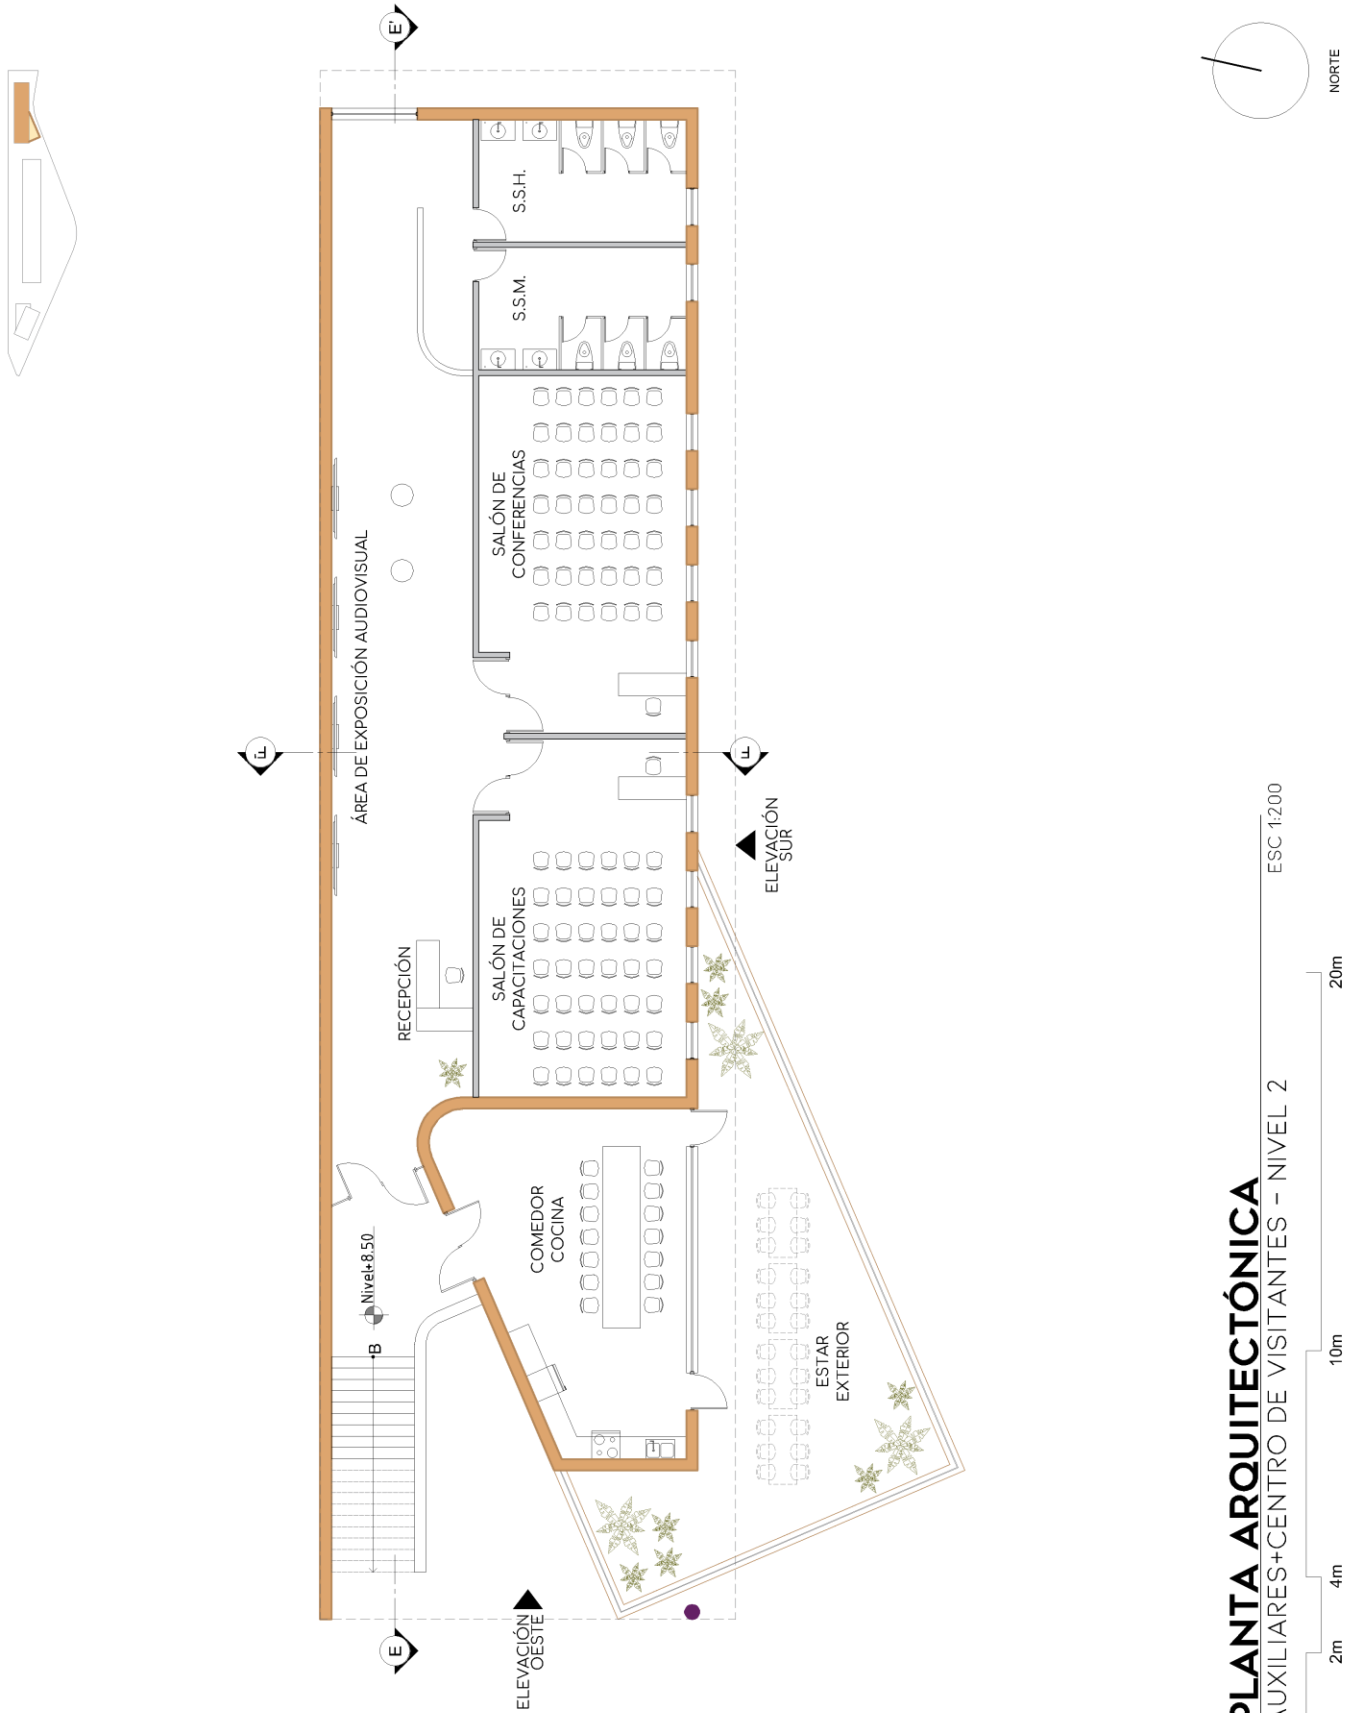 E'
NORTE
S.S.H.
S.S.M.
SALÓN DE
CONFERENCIAS
ÁREA DE EXPOSICIÓN AUDIOVISUAL
F'
F
ELEVACIÓN
SUR
RECEPCIÓN
SALÓN DE
CAPACITACIONES
COMEDOR
COCINA
Nivel+8.50
B
ESTAR
EXTERIOR
E
ELEVACIÓN
OESTE
PLANTA ARQUITECTÓNICA
AUXILIARES+CENTRO DE VISITANTES - NIVEL 2
ESC 1:200
2m
4m
10m
20m